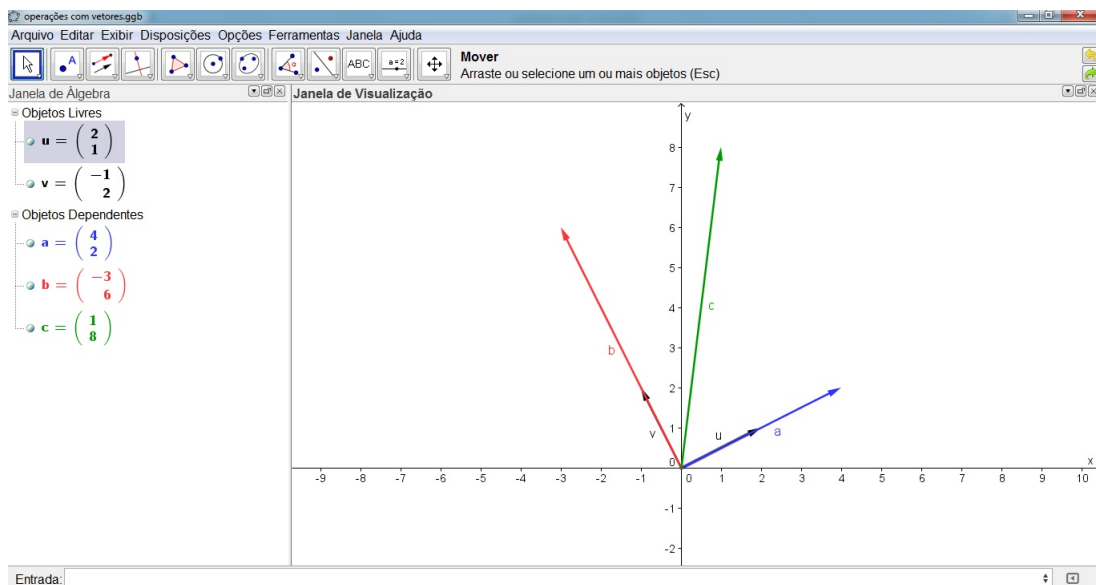 operações com vetores.ggb
Arquivo Editar Exibir Disposições Opções Ferramentas Janela Ajuda
A
α
ABC
a=2
Mover
Arraste ou selecione um ou mais objetos (Esc)
Janela de Álgebra
Objetos Livres
u = ( 2 1 )
v = ( −1 2 )
Objetos Dependentes
a = ( 4 2 )
b = ( −3 6 )
c = ( 1 8 )
Janela de Visualização
y
8
7
6
5
4
3
2
1
0
-1
-2
c
b
v
u
a
x
-9 -8 -7 -6 -5 -4 -3 -2 -1 0 1 2 3 4 5 6 7 8 9 10
Entrada: